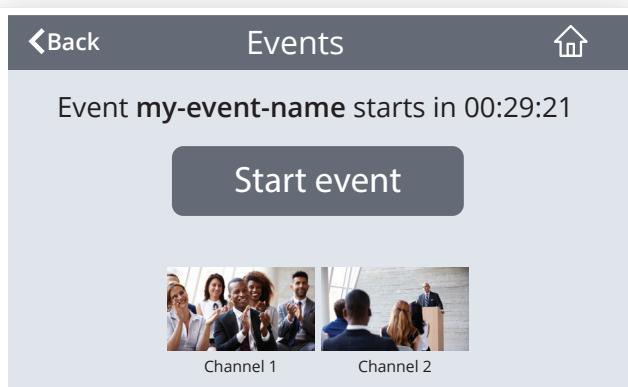 Back Events
Event my-event-name starts in 00:29:21
Start event
Channel 1 Channel 2